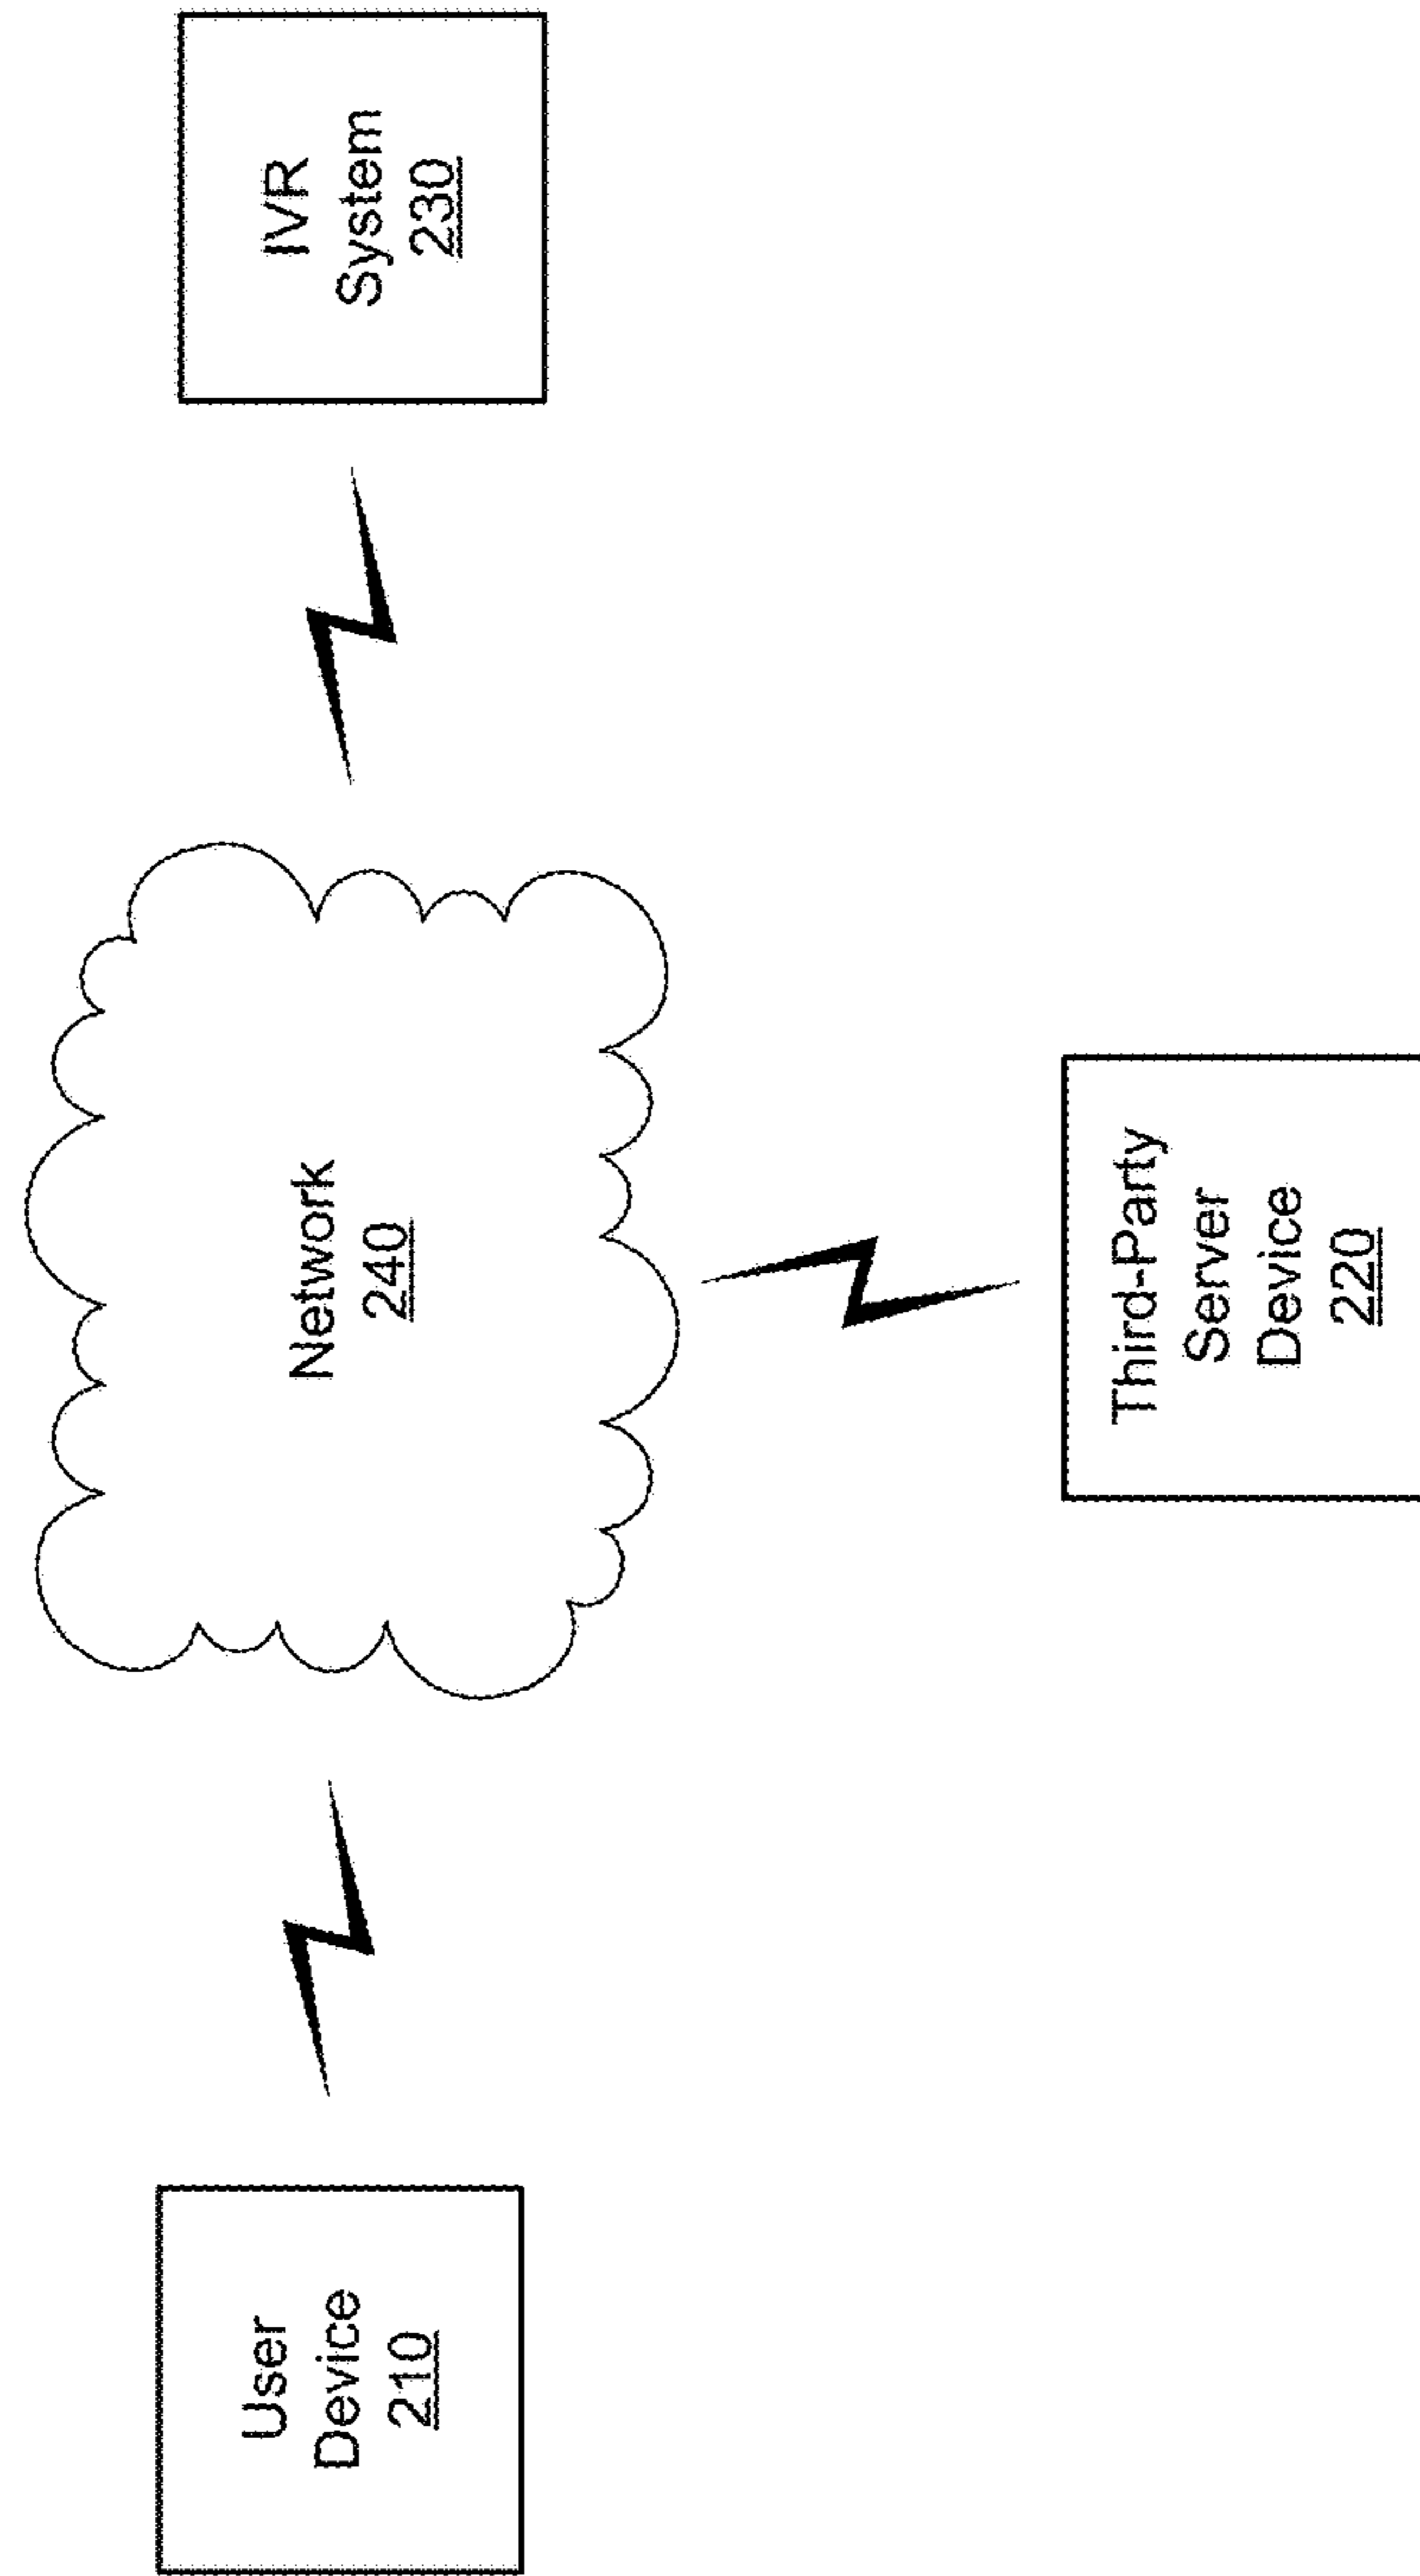 User
Device
210
Network
240
IVR
System
230
Third-Party
Server
Device
220